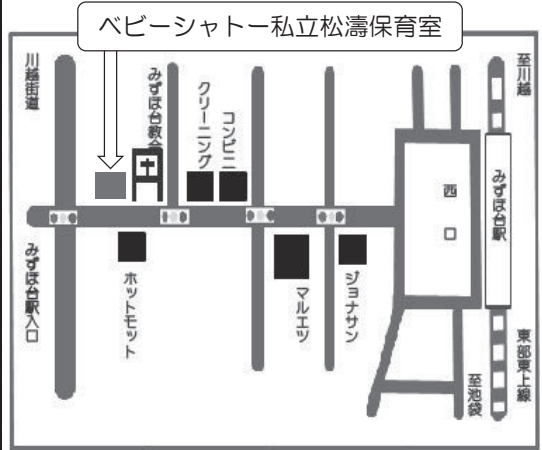 ベビーシャトー私立松濤保育室
川越街道
みずほ台教会
クリーニング
コンビニ
至川越
西口
みずほ台駅
みずほ台駅入口
ホットモット
マルエツ
ジョナサン
至池袋
東部東上線